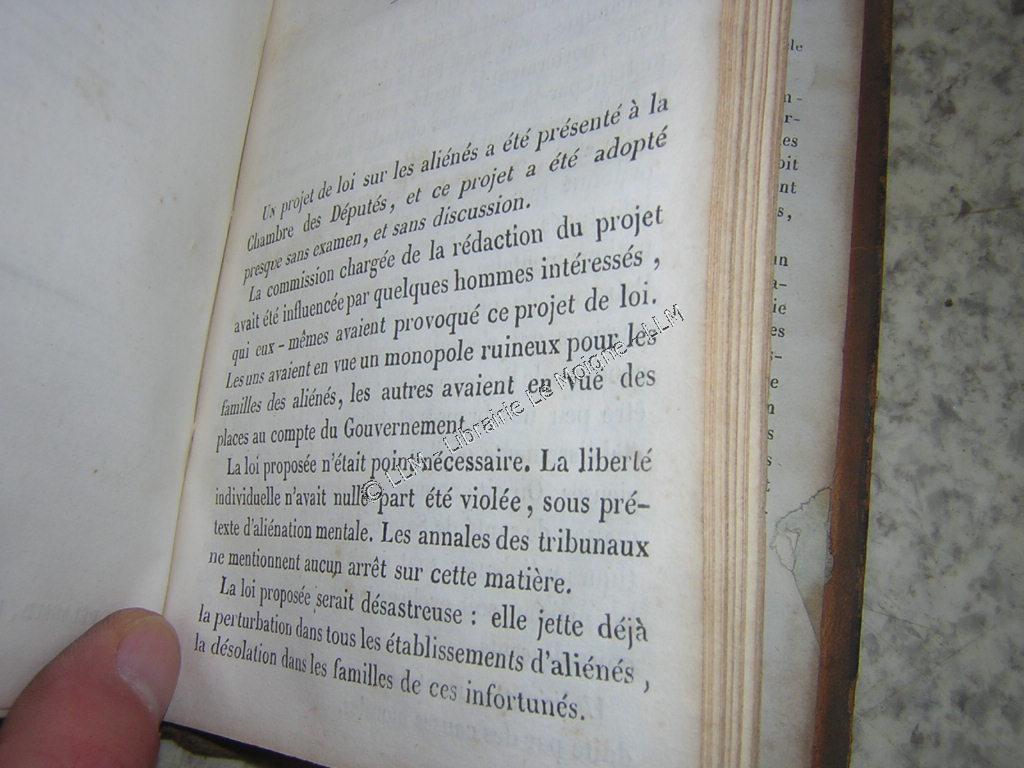 Un projet de loi sur les aliénés a été présenté à la
Chambre des Députés, et ce projet a été adopté
presque sans examen, et sans discussion.
La commission chargée de la rédaction du projet
avait été influencée par quelques hommes intéressés,
qui eux-mêmes avaient provoqué ce projet de loi.
Les uns avaient en vue un monopole ruineux pour les
familles des aliénés, les autres avaient en vue des
places au compte du Gouvernement.
La loi proposée n'était point nécessaire. La liberté
individuelle n'avait nulle part été violée, sous pré-
texte d'aliénation mentale. Les annales des tribunaux
ne mentionnent aucun arrêt sur cette matière.
La loi proposée serait désastreuse : elle jette déjà
la perturbation dans tous les établissements d'aliénés,
la désolation dans les familles de ces infortunés.
© LLM - Librairie Le Moigne - LLM